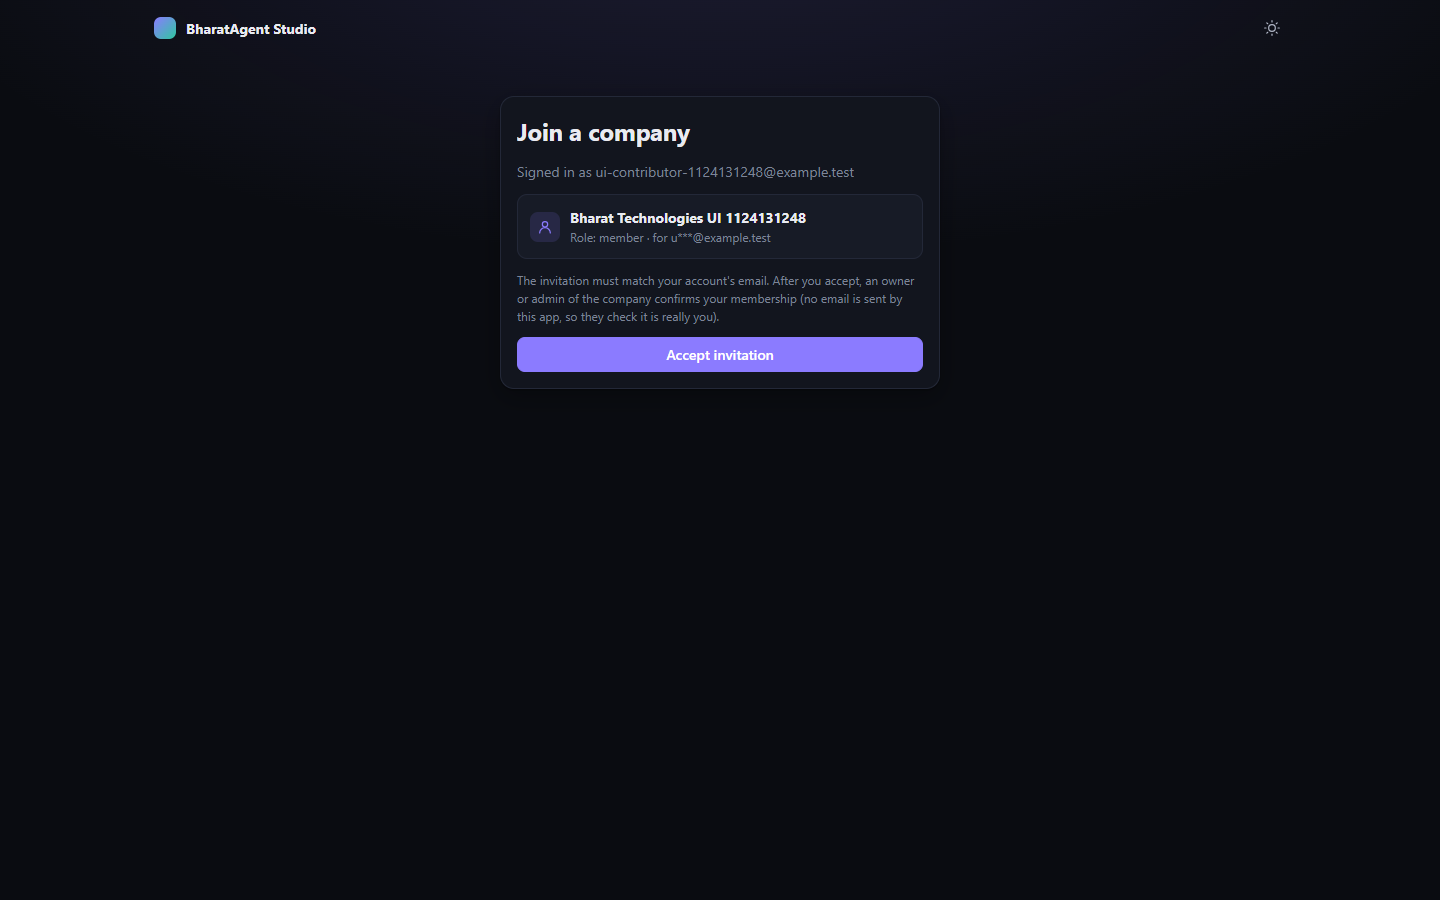 BharatAgent Studio
Join a company
Signed in as ui-contributor-1124131248@example.test
Bharat Technologies UI 1124131248
Role: member · for u***@example.test
The invitation must match your account's email. After you accept, an owner
or admin of the company confirms your membership (no email is sent by
this app, so they check it is really you).
Accept invitation